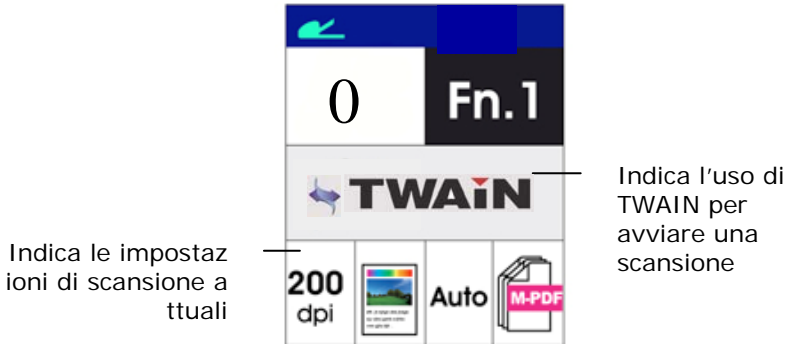 0
Fn.1
TWAIN
Indica l'uso di
TWAIN per
avviare una
scansione
Indica le impostaz
ioni di scansione a
ttuali
200
dpi
Auto
M-PDF